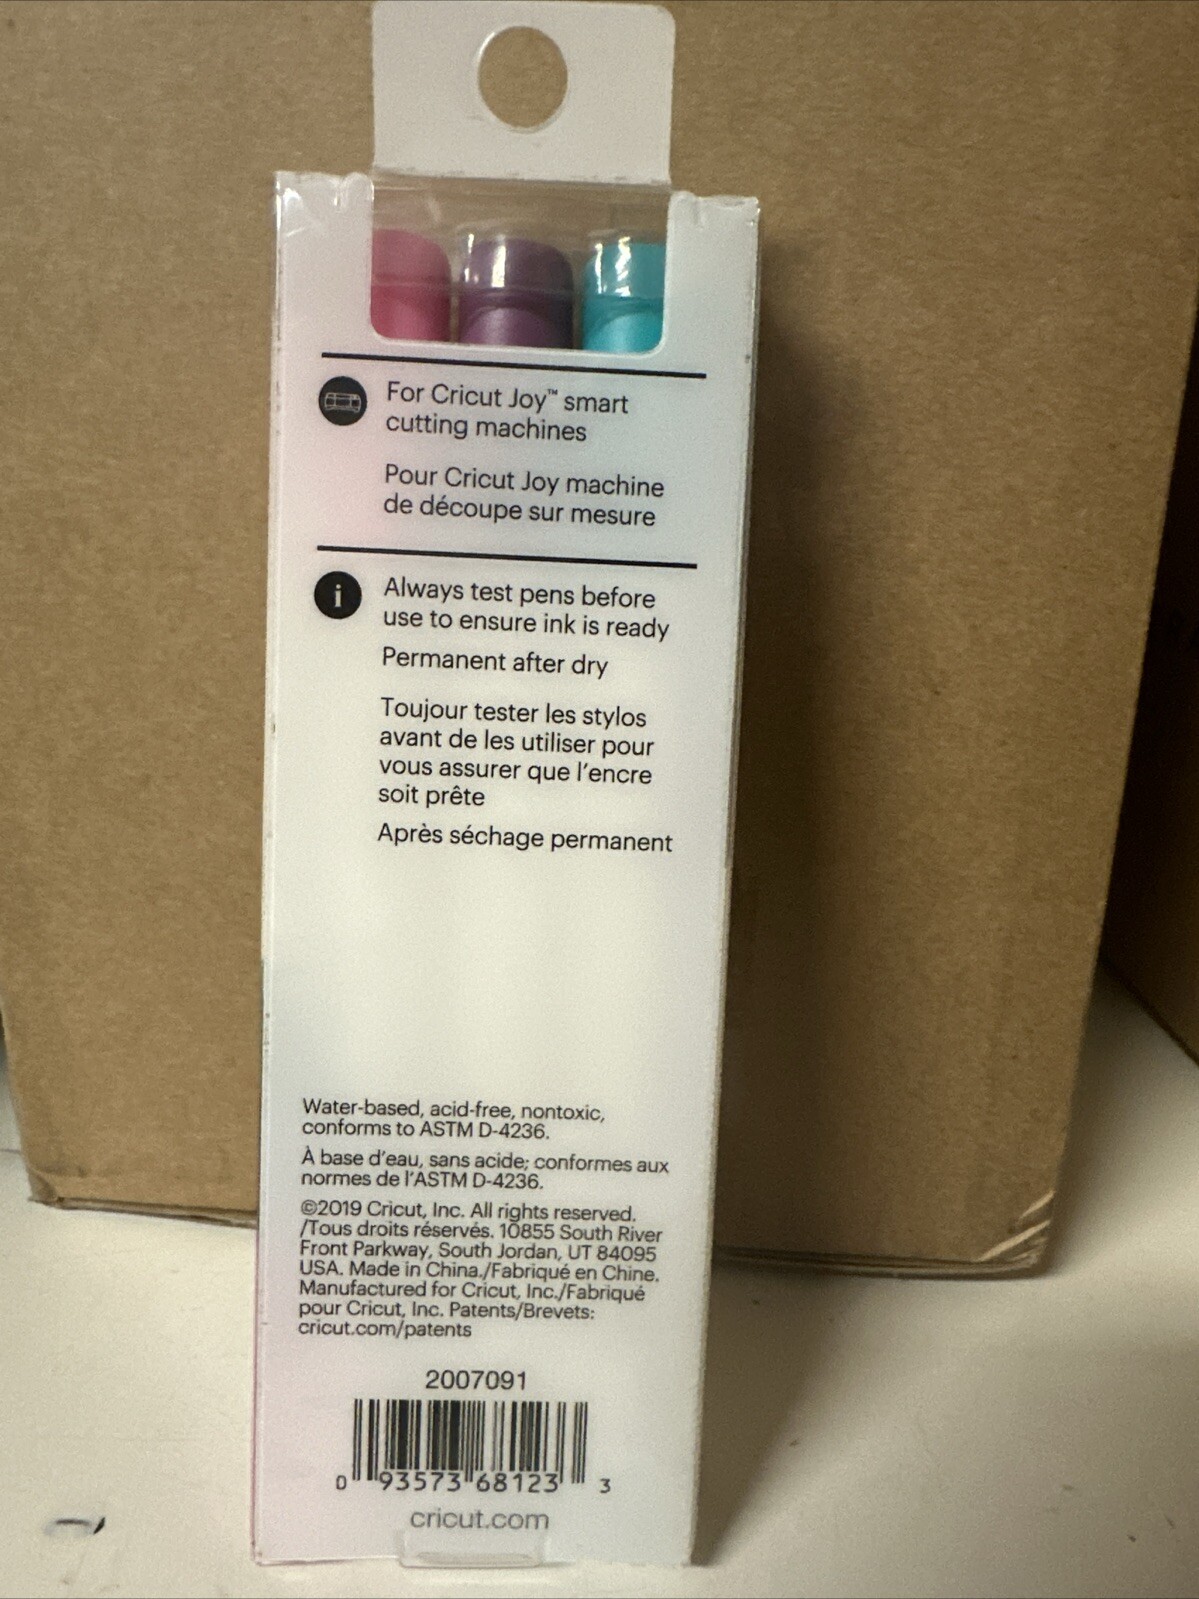 For Cricut Joy™ smart
cutting machines
Pour Cricut Joy machine
de découpe sur mesure
i
Always test pens before
use to ensure ink is ready
Permanent after dry
Toujour tester les stylos
avant de les utiliser pour
vous assurer que l'encre
soit prête
Après séchage permanent
Water-based, acid-free, nontoxic,
conforms to ASTM D-4236.
À base d'eau, sans acide; conformes aux
normes de l'ASTM D-4236.
©2019 Cricut, Inc. All rights reserved.
/Tous droits réservés. 10855 South River
Front Parkway, South Jordan, UT 84095
USA. Made in China./Fabriqué en Chine.
Manufactured for Cricut, Inc./Fabriqué
pour Cricut, Inc. Patents/Brevets:
cricut.com/patents
2007091
0 93573 68123 3
cricut.com